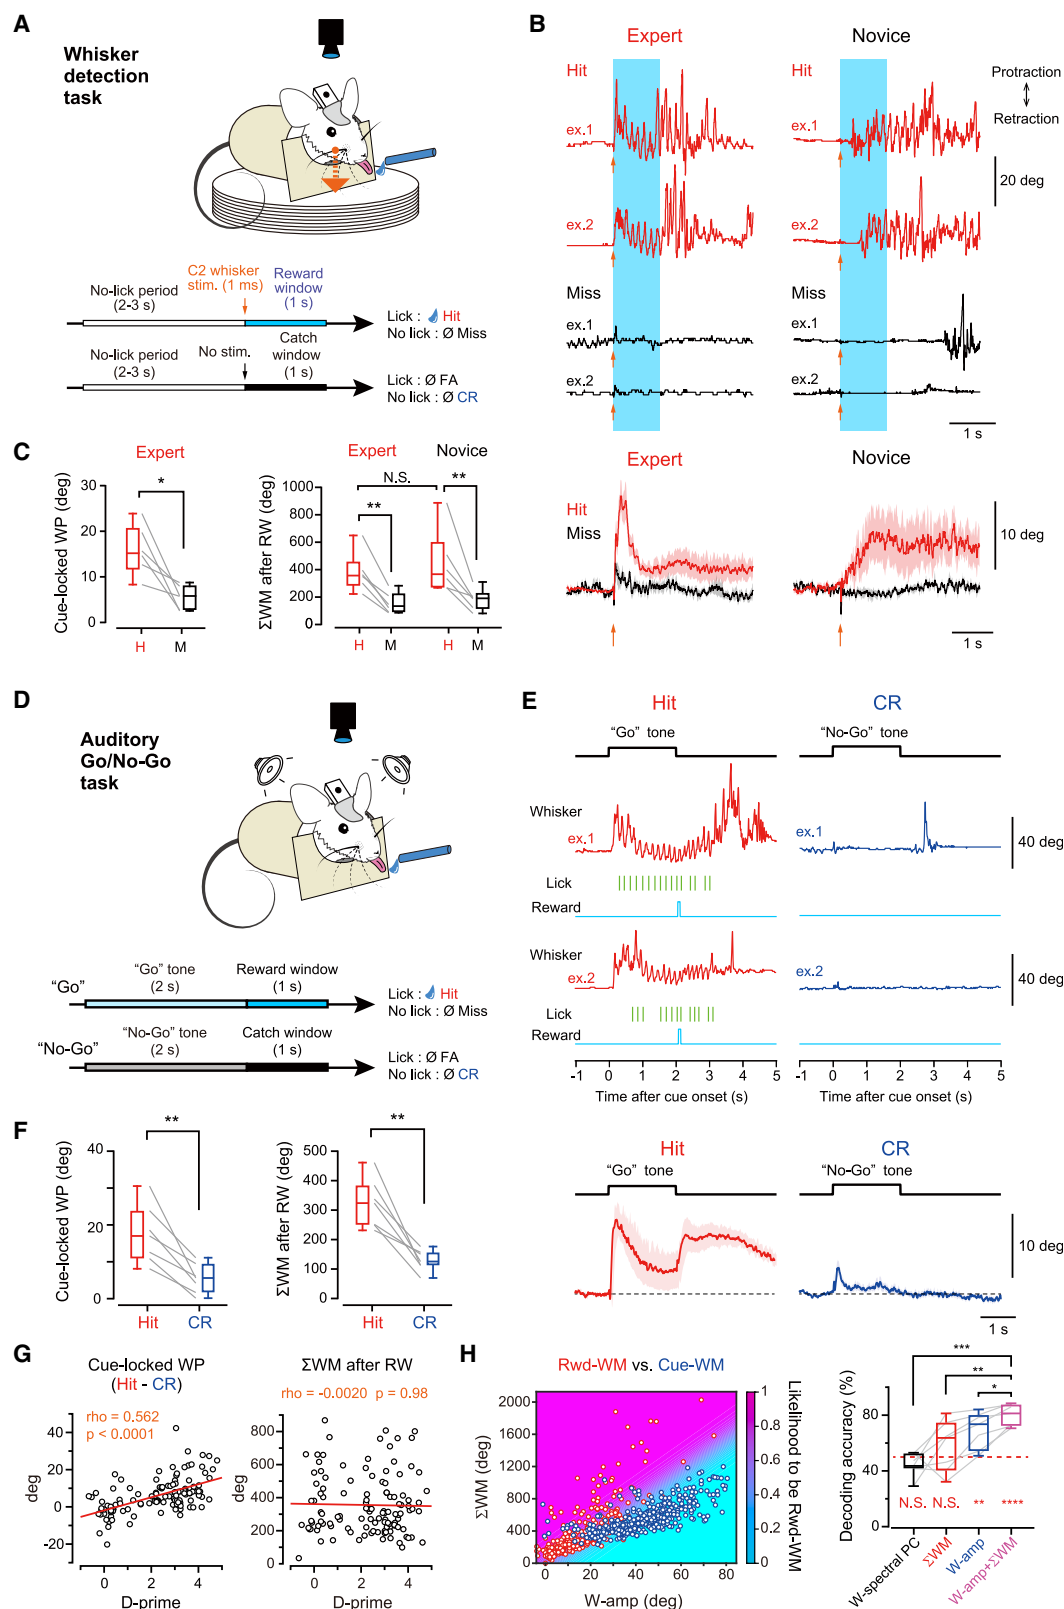 A
Whisker
detection
task
C2 whisker
stim. (1 ms)
Reward
window
(1 s)
No-lick period
(2-3 s)
Lick : Hit
No lick : Ø Miss
No-lick period
(2-3 s)
No stim.
Catch
window
(1 s)
Lick : Ø FA
No lick : Ø CR
B
Expert
Novice
Hit
Hit
Protraction
Retraction
ex.1
ex.1
20 deg
ex.2
ex.2
Miss
Miss
ex.1
ex.1
ex.2
ex.2
1 s
Expert
Novice
Hit
Miss
10 deg
1 s
C
Expert
Cue-locked WP (deg)
30
20
10
0
*
H
M
Expert
Novice
N.S.
**
**
ΣWM after RW (deg)
1000
800
600
400
200
0
H
M
H
M
D
Auditory
Go/No-Go
task
"Go" tone
(2 s)
Reward window
(1 s)
"Go"
Lick : Hit
No lick : Ø Miss
"No-Go" tone
(2 s)
Catch window
(1 s)
"No-Go"
Lick : Ø FA
No lick : Ø CR
E
Hit
CR
"Go" tone
"No-Go" tone
Whisker
ex.1
ex.1
40 deg
Lick
Reward
Whisker
ex.2
ex.2
40 deg
Lick
Reward
-1 0 1 2 3 4 5
-1 0 1 2 3 4 5
Time after cue onset (s)
Time after cue onset (s)
Hit
CR
"Go" tone
"No-Go" tone
10 deg
1 s
F
Cue-locked WP (deg)
40
20
0
**
Hit
CR
ΣWM after RW (deg)
500
400
300
200
100
0
**
Hit
CR
G
Cue-locked WP
(Hit - CR)
rho = 0.562
p < 0.0001
deg
40
20
0
-20
0 2 4
D-prime
ΣWM after RW
rho = -0.0020 p = 0.98
deg
800
600
400
200
0
0 2 4
D-prime
H
Rwd-WM vs. Cue-WM
ΣWM (deg)
2000
1600
1200
800
400
0
0 20 40 60 80
W-amp (deg)
1
0.8
0.6
0.4
0.2
0
Likelihood to be Rwd-WM
Decoding accuracy (%)
80
60
40
***
**
*
N.S. N.S. ** ****
W-spectral PC
ΣWM
W-amp
W-amp+ΣWM